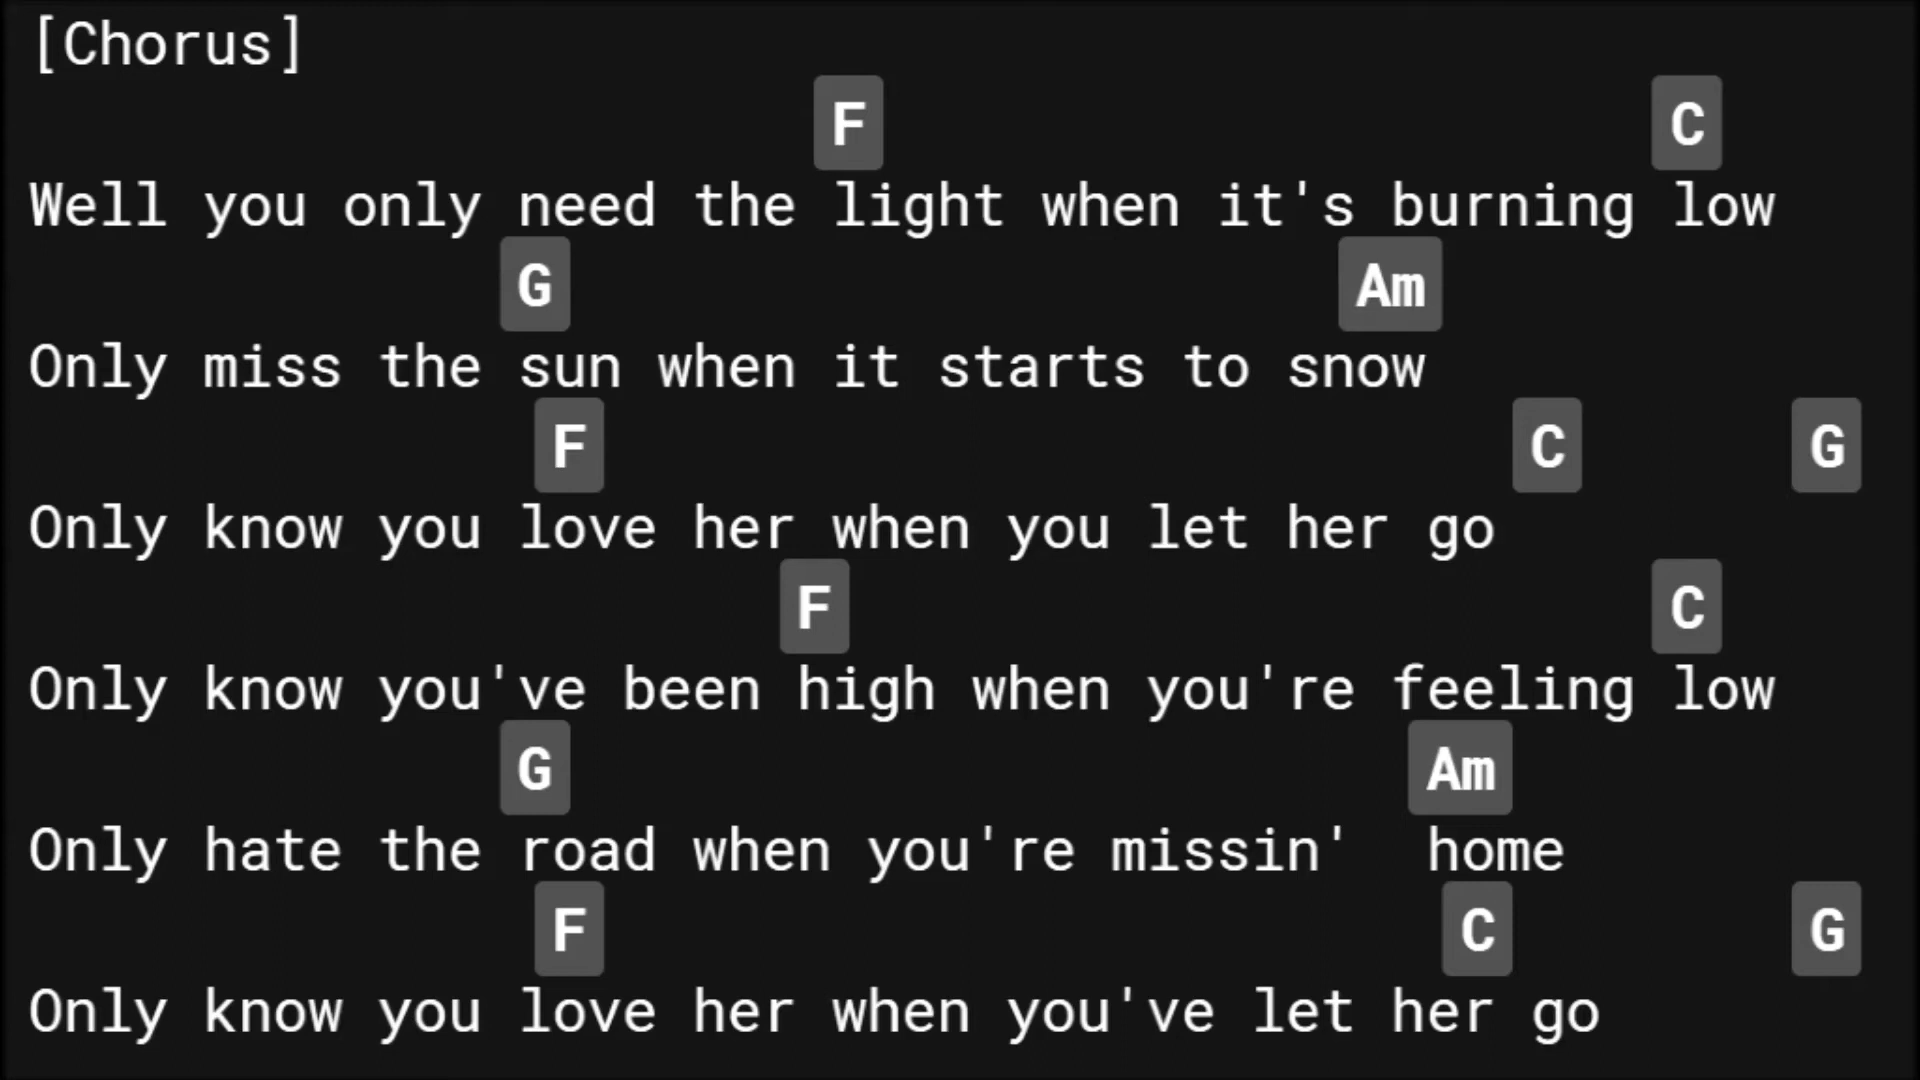 [Chorus]
F C
Well you only need the light when it's burning low
G Am
Only miss the sun when it starts to snow
F C G
Only know you love her when you let her go
F C
Only know you've been high when you're feeling low
G Am
Only hate the road when you're missin' home
F C G
Only know you love her when you've let her go